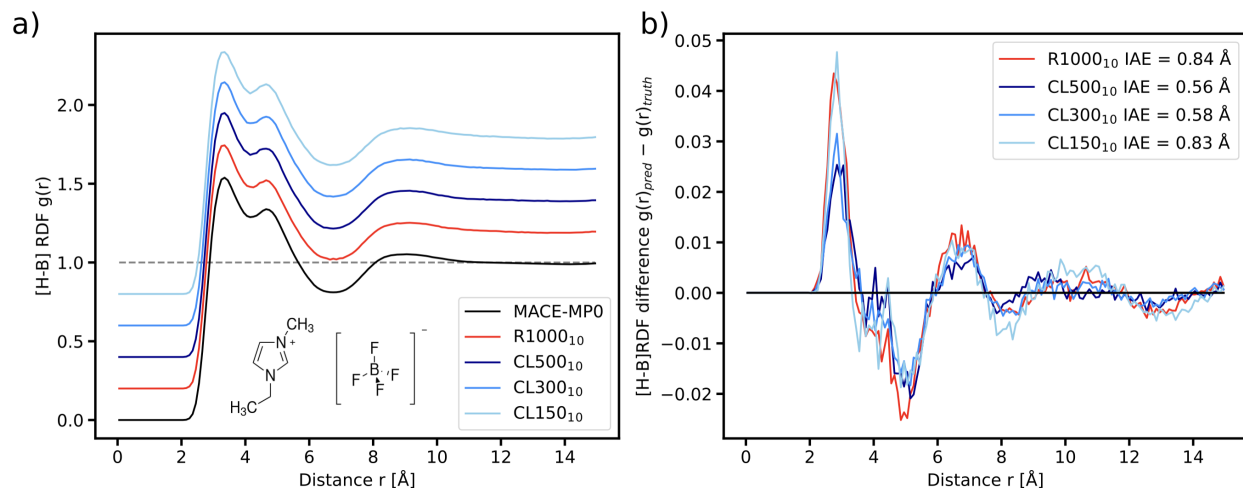 a)
[H-B] RDF g(r)
2.0
1.5
1.0
0.5
0.0
0 2 4 6 8 10 12 14
Distance r [Å]
MACE-MP0
R1000₁₀
CL500₁₀
CL300₁₀
CL150₁₀
CH₃
N
+
N
H₃C
F
B
F
F
F
−
b)
[H-B]RDF difference g(r)ₚᵣₑd − g(r)ₜᵣᵤₜₕ
0.05
0.04
0.03
0.02
0.01
0.00
−0.01
−0.02
0 2 4 6 8 10 12 14
Distance r [Å]
R1000₁₀ IAE = 0.84 Å
CL500₁₀ IAE = 0.56 Å
CL300₁₀ IAE = 0.58 Å
CL150₁₀ IAE = 0.83 Å